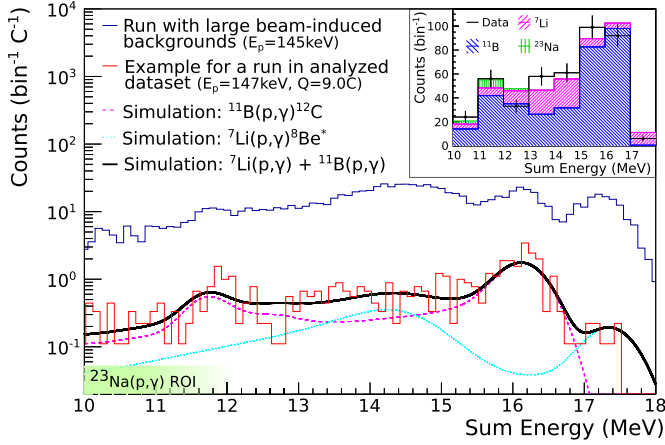 Counts (bin⁻¹ C⁻¹)
10⁴
10³
10²
10
1
10⁻¹
Run with large beam-induced
backgrounds (Eₚ=145keV)
Example for a run in analyzed
dataset (Eₚ=147keV, Q=9.0C)
Simulation: ¹¹B(p,γ)¹²C
Simulation: ⁷Li(p,γ)⁸Be*
Simulation: ⁷Li(p,γ) + ¹¹B(p,γ)
²³Na(p,γ) ROI
10 11 12 13 14 15 16 17 18
Sum Energy (MeV)
Counts (bin⁻¹)
100
80
60
40
20
0
Data ⁷Li
¹¹B ²³Na
10 11 12 13 14 15 16 17
Sum Energy (MeV)